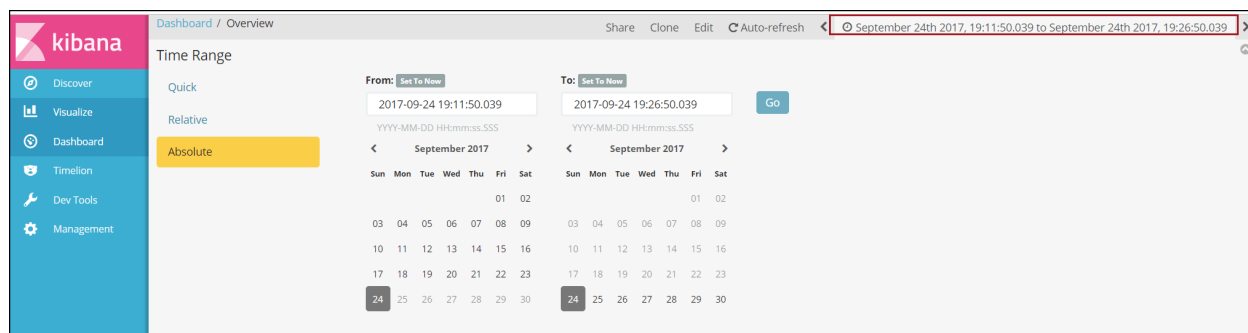 kibana
Discover
Visualize
Dashboard
Timelion
Dev Tools
Management
Dashboard / Overview
Share Clone Edit Auto-refresh September 24th 2017, 19:11:50.039 to September 24th 2017, 19:26:50.039
Time Range
Quick
Relative
Absolute
From: Set To Now
2017-09-24 19:11:50.039
YYYY-MM-DD HH:mm:ss.SSS
September 2017
Sun Mon Tue Wed Thu Fri Sat
01 02
03 04 05 06 07 08 09
10 11 12 13 14 15 16
17 18 19 20 21 22 23
24 25 26 27 28 29 30
To: Set To Now
2017-09-24 19:26:50.039
YYYY-MM-DD HH:mm:ss.SSS
September 2017
Sun Mon Tue Wed Thu Fri Sat
01 02
03 04 05 06 07 08 09
10 11 12 13 14 15 16
17 18 19 20 21 22 23
24 25 26 27 28 29 30
Go